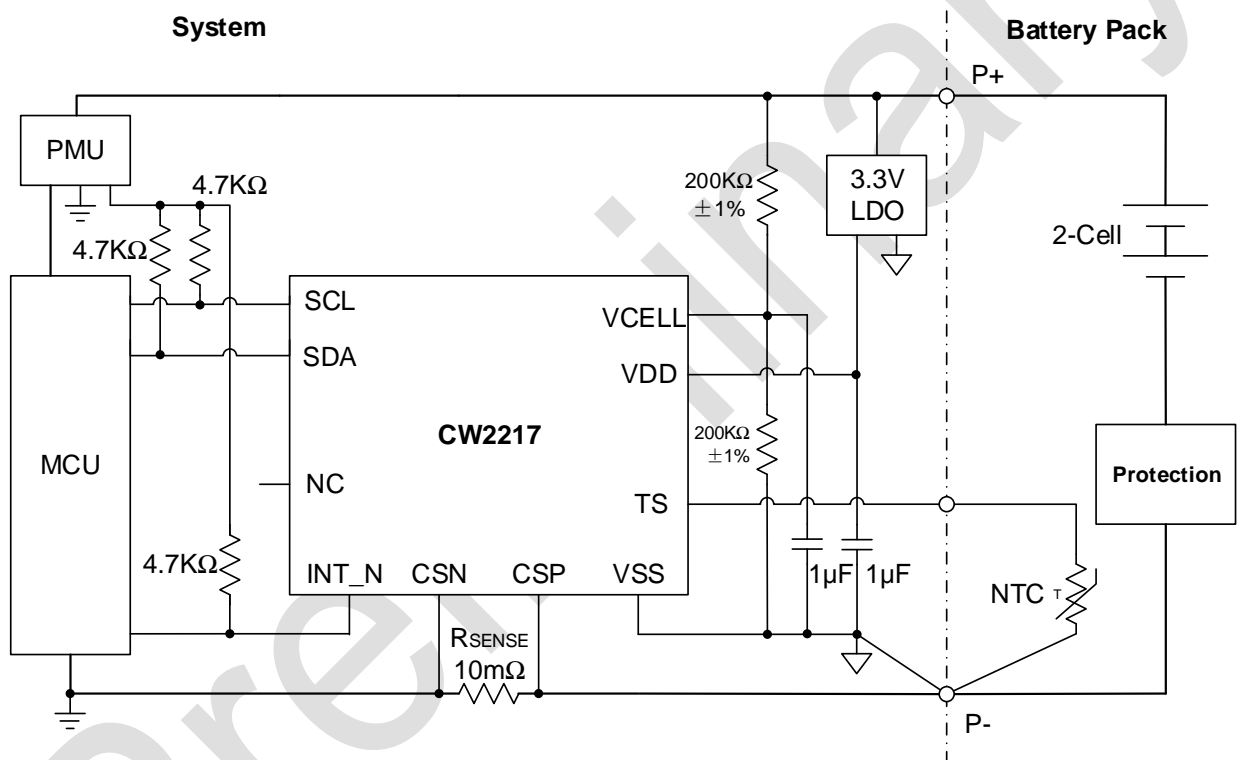 System
Battery Pack
P+
PMU
4.7KΩ
4.7KΩ
200KΩ
±1%
3.3V
LDO
2-Cell
SCL
VCELL
SDA
VDD
CW2217
200KΩ
±1%
MCU
Protection
NC
TS
4.7KΩ
INT_N
CSN
CSP
VSS
1µF
1µF
NTC
T
RSENSE
10mΩ
P-